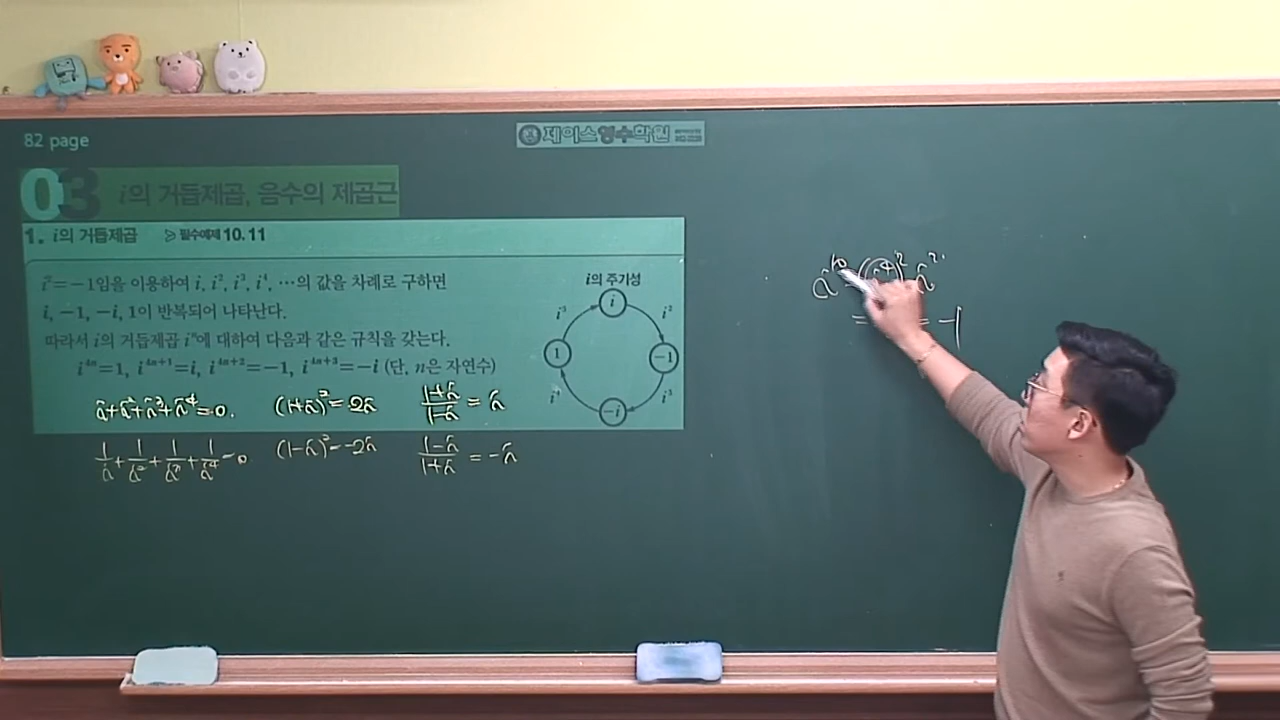 82 page
제이스영수학원
03 i의 거듭제곱, 음수의 제곱근
1. i의 거듭제곱 ≫ 필수예제 10.11
i²=−1임을 이용하여 i, i², i³, i⁴, …의 값을 차례로 구하면
i, −1, −i, 1이 반복되어 나타난다.
따라서 i의 거듭제곱 iⁿ에 대하여 다음과 같은 규칙을 갖는다.
i⁴ⁿ=1, i⁴ⁿ⁺¹=i, i⁴ⁿ⁺²=−1, i⁴ⁿ⁺³=−i (단, n은 자연수)
i의 주기성
i
i⁵
i²
1
−1
i⁴
i³
−i
i+i²+i³+i⁴=0.
(1+i)²=2i
1+i/1−i = i
1/i + 1/i² + 1/i³ + 1/i⁴ = 0
(1−i)²=−2i
1−i/1+i = −i
i¹⁰ (i⁴)² i²
= = −1